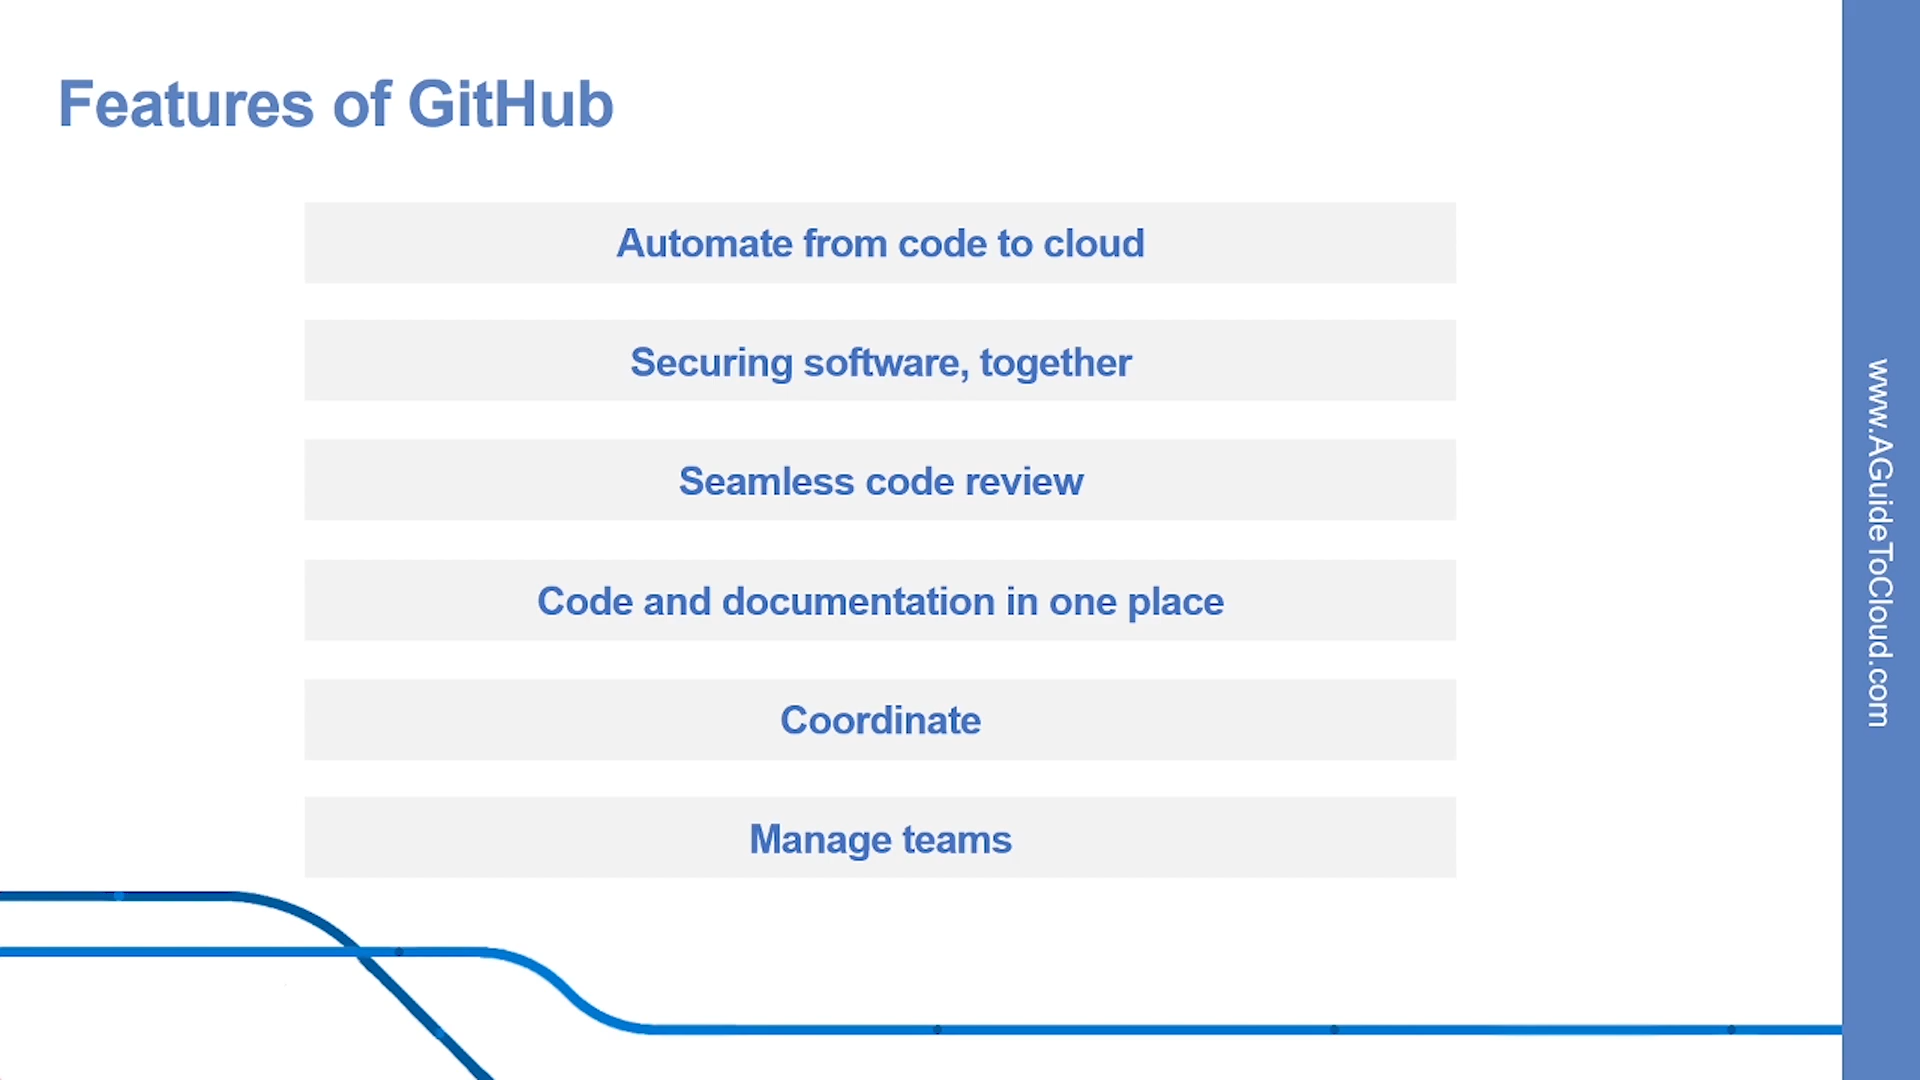 Features of GitHub
Automate from code to cloud
Securing software, together
Seamless code review
Code and documentation in one place
Coordinate
Manage teams
www.AGuideToCloud.com